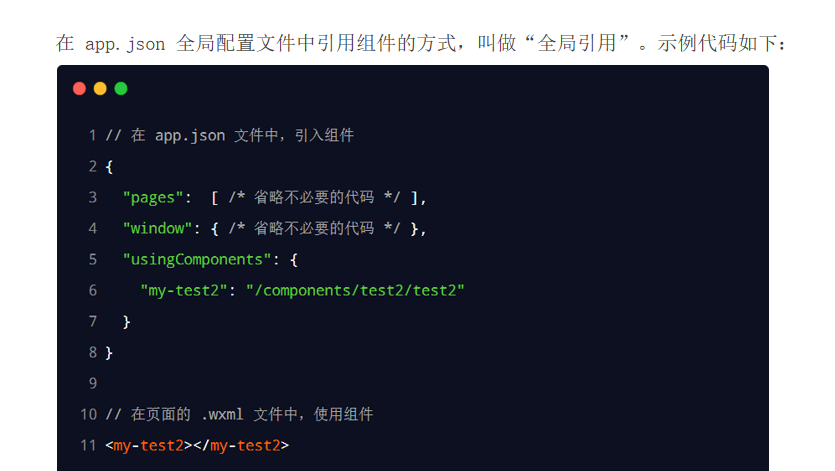 在 app.json 全局配置文件中引用组件的方式，叫做“全局引用”。示例代码如下：
1 // 在 app.json 文件中，引入组件
2 {
3   "pages":  [ /* 省略不必要的代码 */ ],
4   "window": { /* 省略不必要的代码 */ },
5   "usingComponents": {
6     "my-test2": "/components/test2/test2"
7   }
8 }
9
10 // 在页面的 .wxml 文件中，使用组件
11 <my-test2></my-test2>